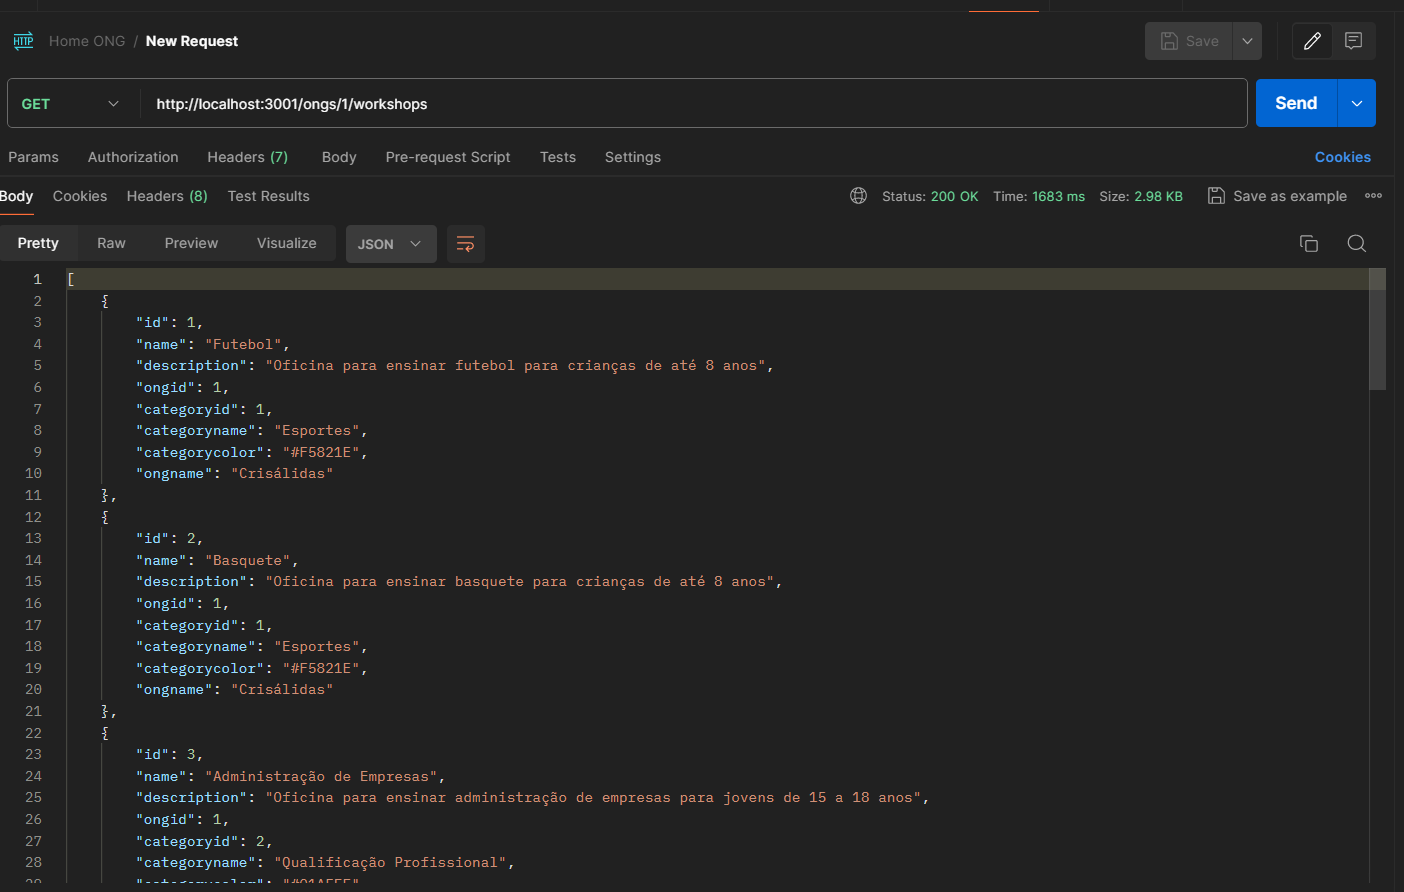 HTTP Home ONG / New Request Save
GET http://localhost:3001/ongs/1/workshops Send
Params Authorization Headers (7) Body Pre-request Script Tests Settings Cookies
Body Cookies Headers (8) Test Results Status: 200 OK Time: 1683 ms Size: 2.98 KB Save as example
Pretty Raw Preview Visualize JSON
1 [
2 {
3 "id": 1,
4 "name": "Futebol",
5 "description": "Oficina para ensinar futebol para crianças de até 8 anos",
6 "ongid": 1,
7 "categoryid": 1,
8 "categoryname": "Esportes",
9 "categorycolor": "#F5821E",
10 "ongname": "Crisálidas"
11 },
12 {
13 "id": 2,
14 "name": "Basquete",
15 "description": "Oficina para ensinar basquete para crianças de até 8 anos",
16 "ongid": 1,
17 "categoryid": 1,
18 "categoryname": "Esportes",
19 "categorycolor": "#F5821E",
20 "ongname": "Crisálidas"
21 },
22 {
23 "id": 3,
24 "name": "Administração de Empresas",
25 "description": "Oficina para ensinar administração de empresas para jovens de 15 a 18 anos",
26 "ongid": 1,
27 "categoryid": 2,
28 "categoryname": "Qualificação Profissional",
29 "categorycolor":